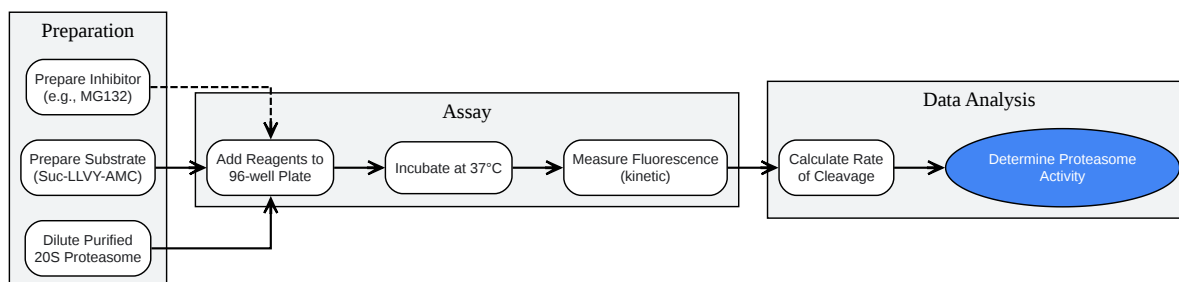 Preparation
Prepare Inhibitor
(e.g., MG132)
Prepare Substrate
(Suc-LLVY-AMC)
Dilute Purified
20S Proteasome
Assay
Add Reagents to
96-well Plate
Incubate at 37°C
Measure Fluorescence
(kinetic)
Data Analysis
Calculate Rate
of Cleavage
Determine Proteasome
Activity